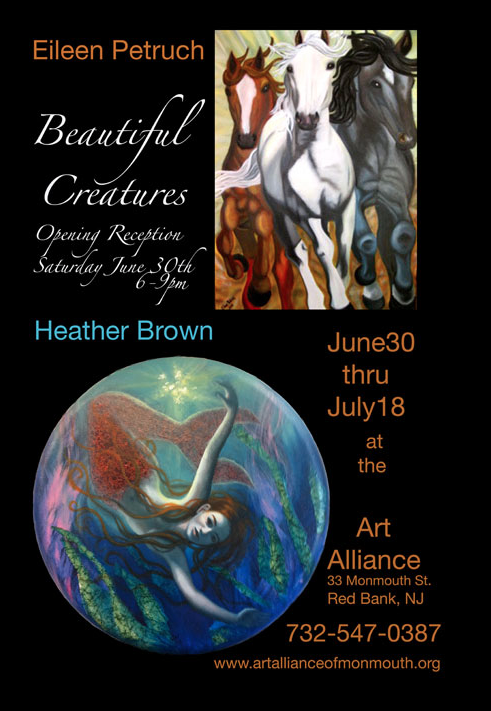 Eileen Petruch
Beautiful
Creatures
Opening Reception
Saturday June 30th
6-9pm
Heather Brown
June30
thru
July18
at
the
Art
Alliance
33 Monmouth St.
Red Bank, NJ
732-547-0387
www.artallianceofmonmouth.org